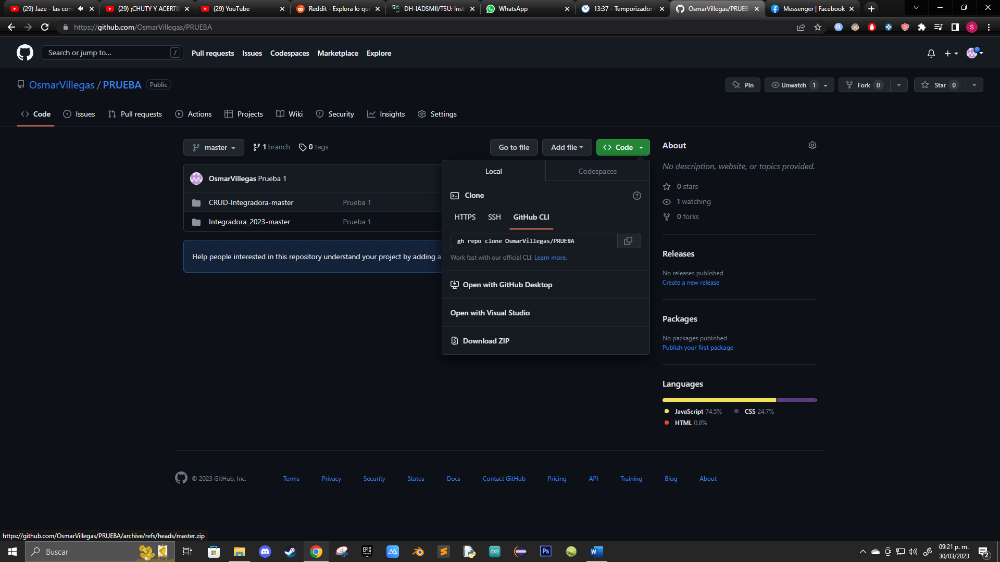 (29) Jaze - las con
(29) ¡CHUTY Y ACERTIJ
(29) YouTube
Reddit - Explora lo que
DH-IADSMII/TSU: Inst
WhatsApp
13:37 - Temporizador
OsmarVillegas/PRUEB
Messenger | Facebook
https://github.com/OsmarVillegas/PRUEBA
S
Search or jump to...
/
Pull requests
Issues
Codespaces
Marketplace
Explore
OsmarVillegas / PRUEBA Public
Pin
Unwatch 1
Fork 0
Star 0
Code
Issues
Pull requests
Actions
Projects
Wiki
Security
Insights
Settings
master
1 branch
0 tags
Go to file
Add file
Code
OsmarVillegas Prueba 1
CRUD-Integradora-master Prueba 1
Integradora_2023-master Prueba 1
Help people interested in this repository understand your project by adding a
Local
Codespaces
Clone
HTTPS
SSH
GitHub CLI
gh repo clone OsmarVillegas/PRUEBA
Work fast with our official CLI. Learn more.
Open with GitHub Desktop
Open with Visual Studio
Download ZIP
About
No description, website, or topics provided.
0 stars
1 watching
0 forks
Releases
No releases published
Create a new release
Packages
No packages published
Publish your first package
Languages
JavaScript 74.5%
CSS 24.7%
HTML 0.8%
© 2023 GitHub, Inc.
Terms
Privacy
Security
Status
Docs
Contact GitHub
Pricing
API
Training
Blog
About
https://github.com/OsmarVillegas/PRUEBA/archive/refs/heads/master.zip
Buscar
EPIC
GAMES
Ps
W
09:21 p. m.
30/03/2023
2